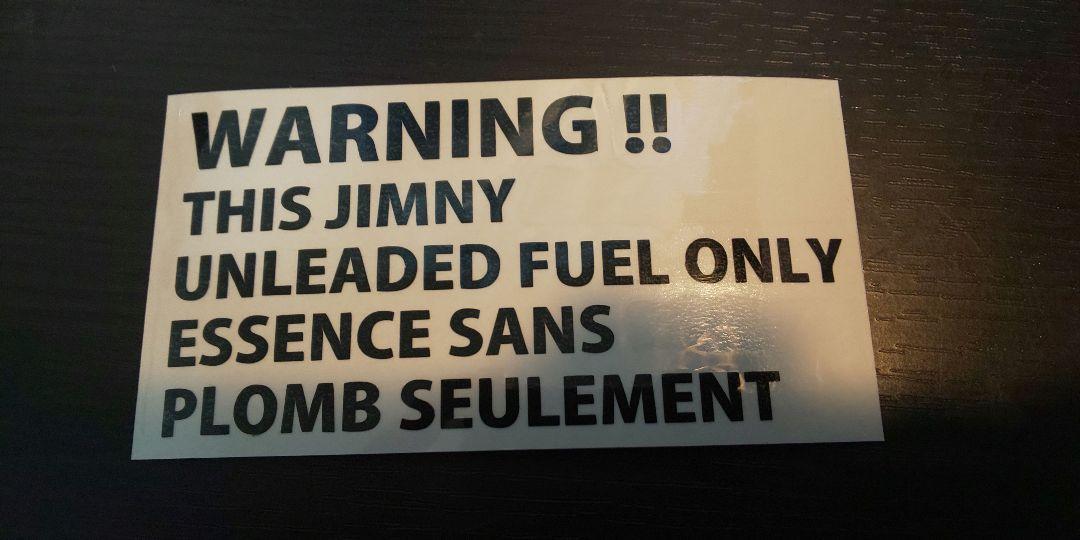 WARNING !!
THIS JIMNY
UNLEADED FUEL ONLY
ESSENCE SANS
PLOMB SEULEMENT